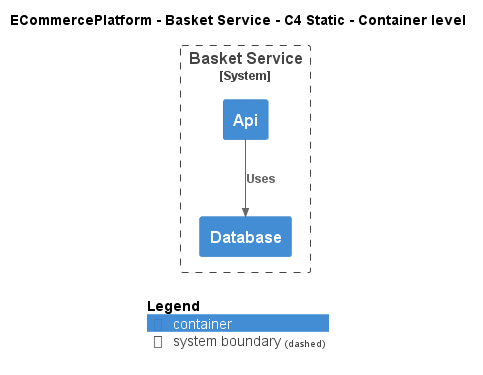 ECommercePlatform - Basket Service - C4 Static - Container level
Basket Service
[System]
Api
Uses
Database
Legend
container
system boundary (dashed)